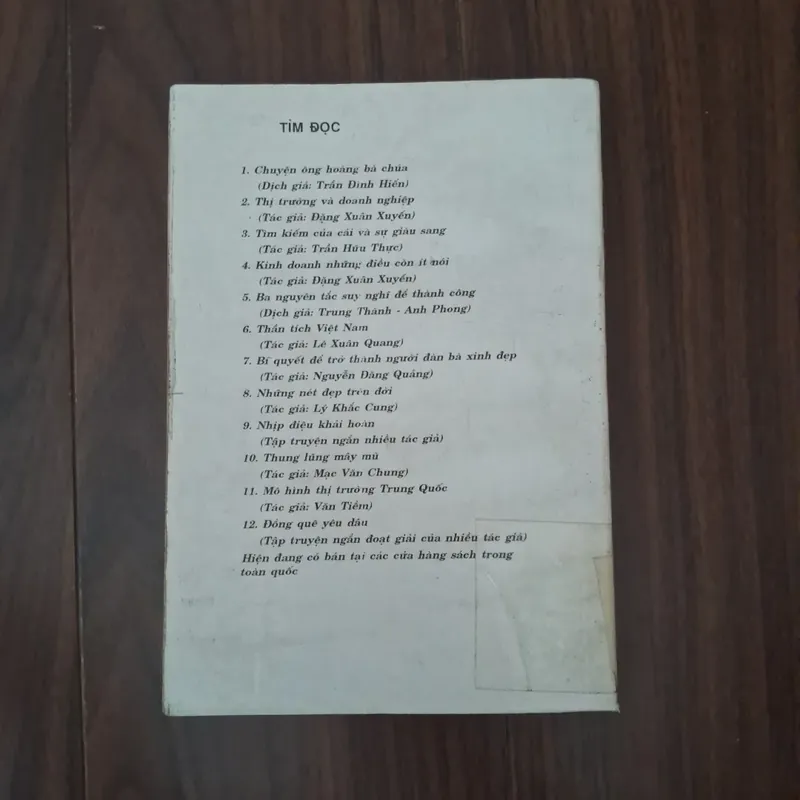 TÌM ĐỌC
1. Chuyện ông hoàng bà chúa
(Dịch giả: Trần Đình Hiến)
2. Thị trường và doanh nghiệp
(Tác giả: Đặng Xuân Xuyến)
3. Tìm kiếm của cải và sự giàu sang
(Tác giả: Trần Hữu Thực)
4. Kinh doanh những điều còn ít nói
(Tác giả: Đặng Xuân Xuyến)
5. Ba nguyên tắc suy nghĩ để thành công
(Dịch giả: Trung Thành - Anh Phong)
6. Thần tích Việt Nam
(Tác giả: Lê Xuân Quang)
7. Bí quyết để trở thành người đàn bà xinh đẹp
(Tác giả: Nguyễn Đăng Quảng)
8. Những nét đẹp trên đời
(Tác giả: Lý Khắc Cung)
9. Nhịp điệu khải hoàn
(Tập truyện ngắn nhiều tác giả)
10. Thung lũng mây mù
(Tác giả: Mạc Văn Chung)
11. Mô hình thị trường Trung Quốc
(Tác giả: Văn Tiềm)
12. Đồng quê yêu dấu
(Tập truyện ngắn đoạt giải của nhiều tác giả)
Hiện đang có bán tại các cửa hàng sách trong
toàn quốc